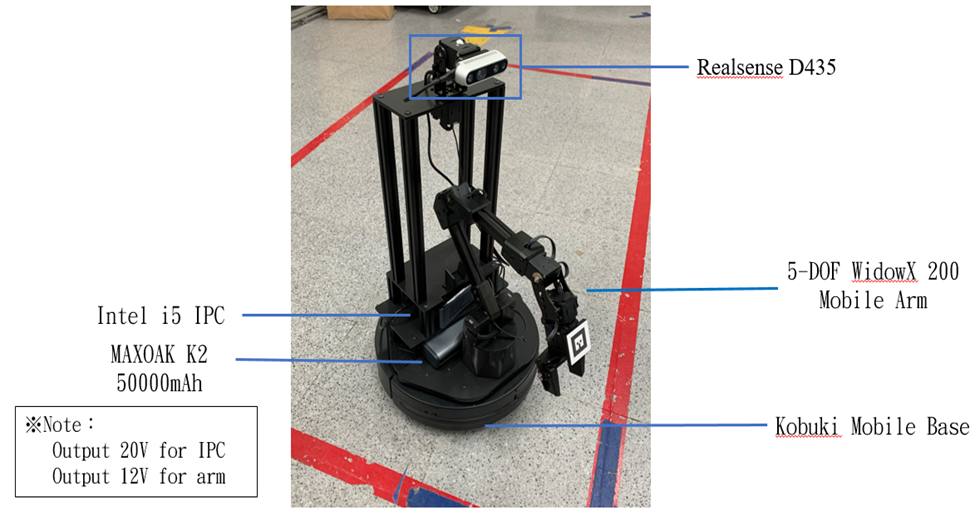 Realsense D435
5-DOF WidowX 200
Mobile Arm
Intel i5 IPC
MAXOAK K2
50000mAh
※Note：
Output 20V for IPC
Output 12V for arm
Kobuki Mobile Base